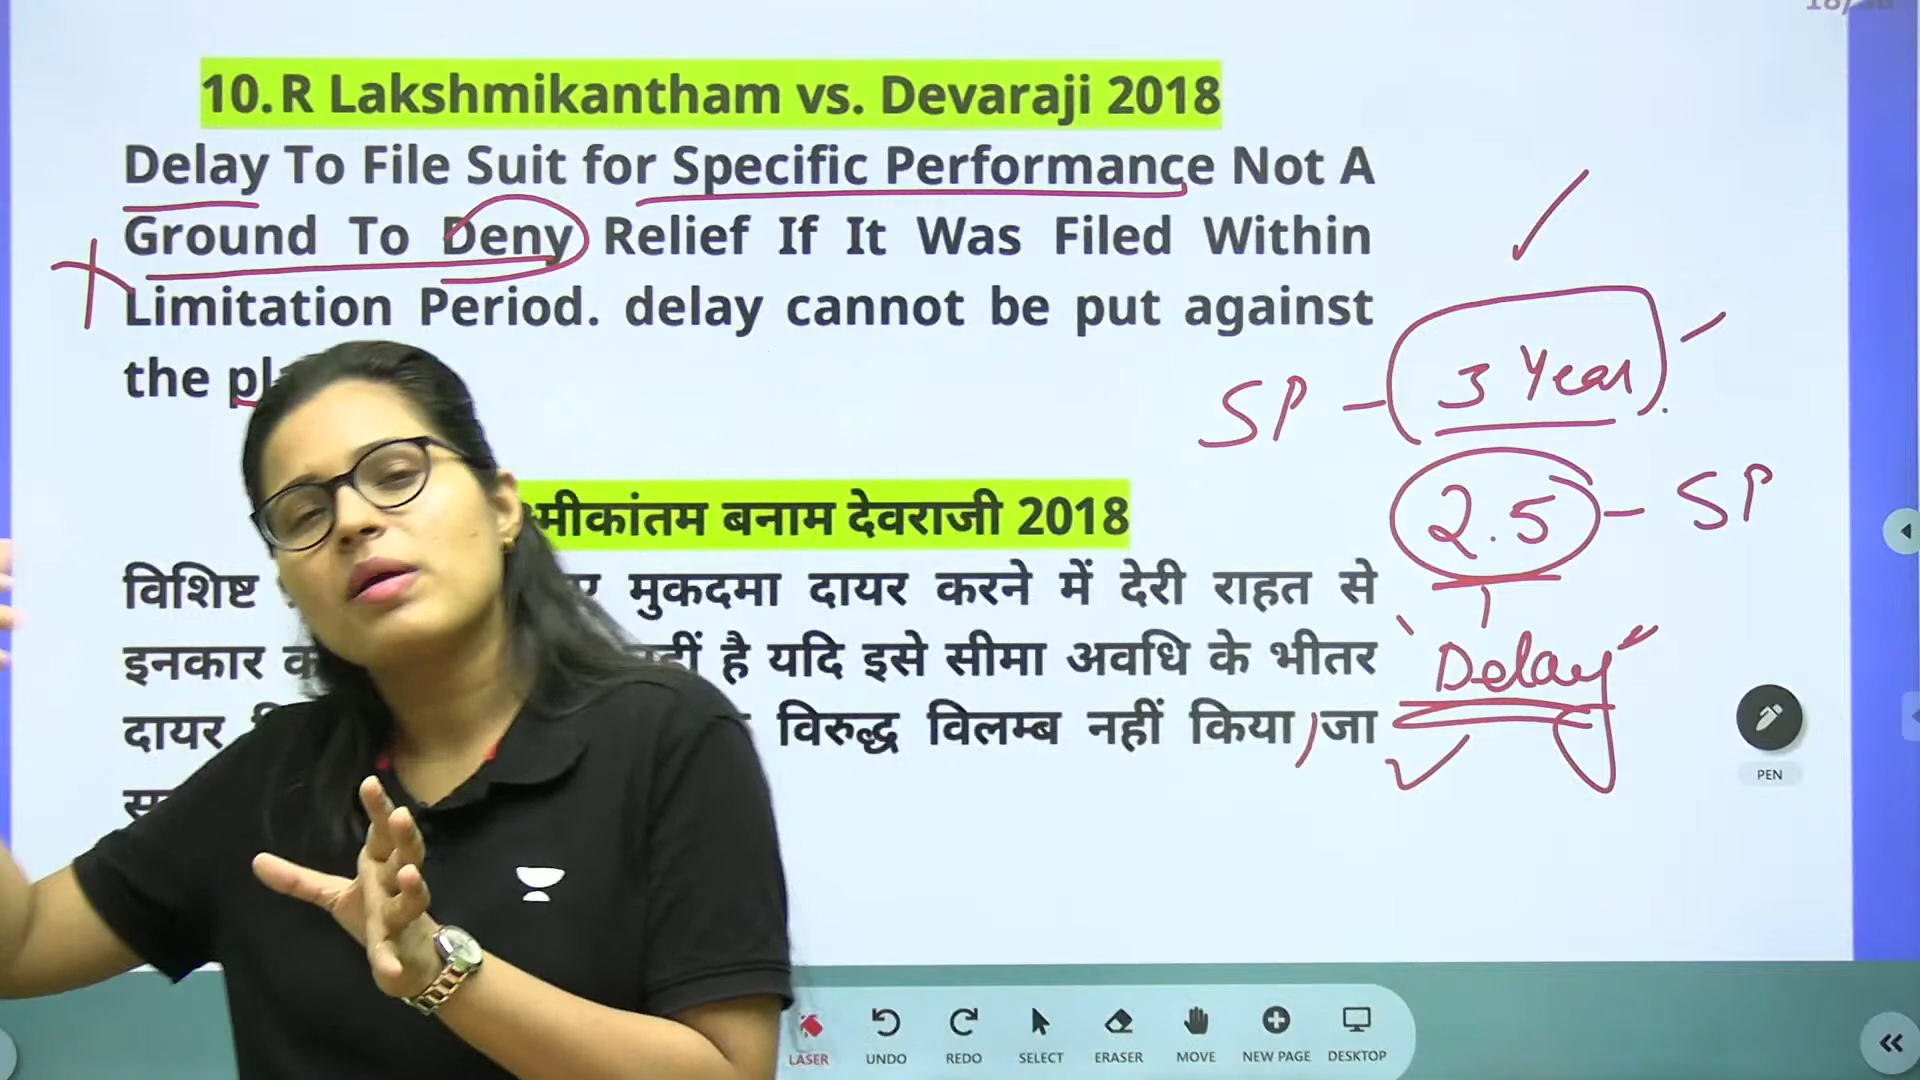 10. R Lakshmikantham vs. Devaraji 2018
Delay To File Suit for Specific Performance Not A
Ground To Deny Relief If It Was Filed Within
Limitation Period. delay cannot be put against
the
SP - 3 Year
2.5 - SP
"Delay"
बनाम देवराजी 2018
विशिष्ट मुकदमा दायर करने में देरी राहत से
इनकार है यदि इसे सीमा अवधि के भीतर
दायर विरुद्ध विलम्ब नहीं किया जा
PEN
LASER UNDO REDO SELECT ERASER MOVE NEW PAGE DESKTOP